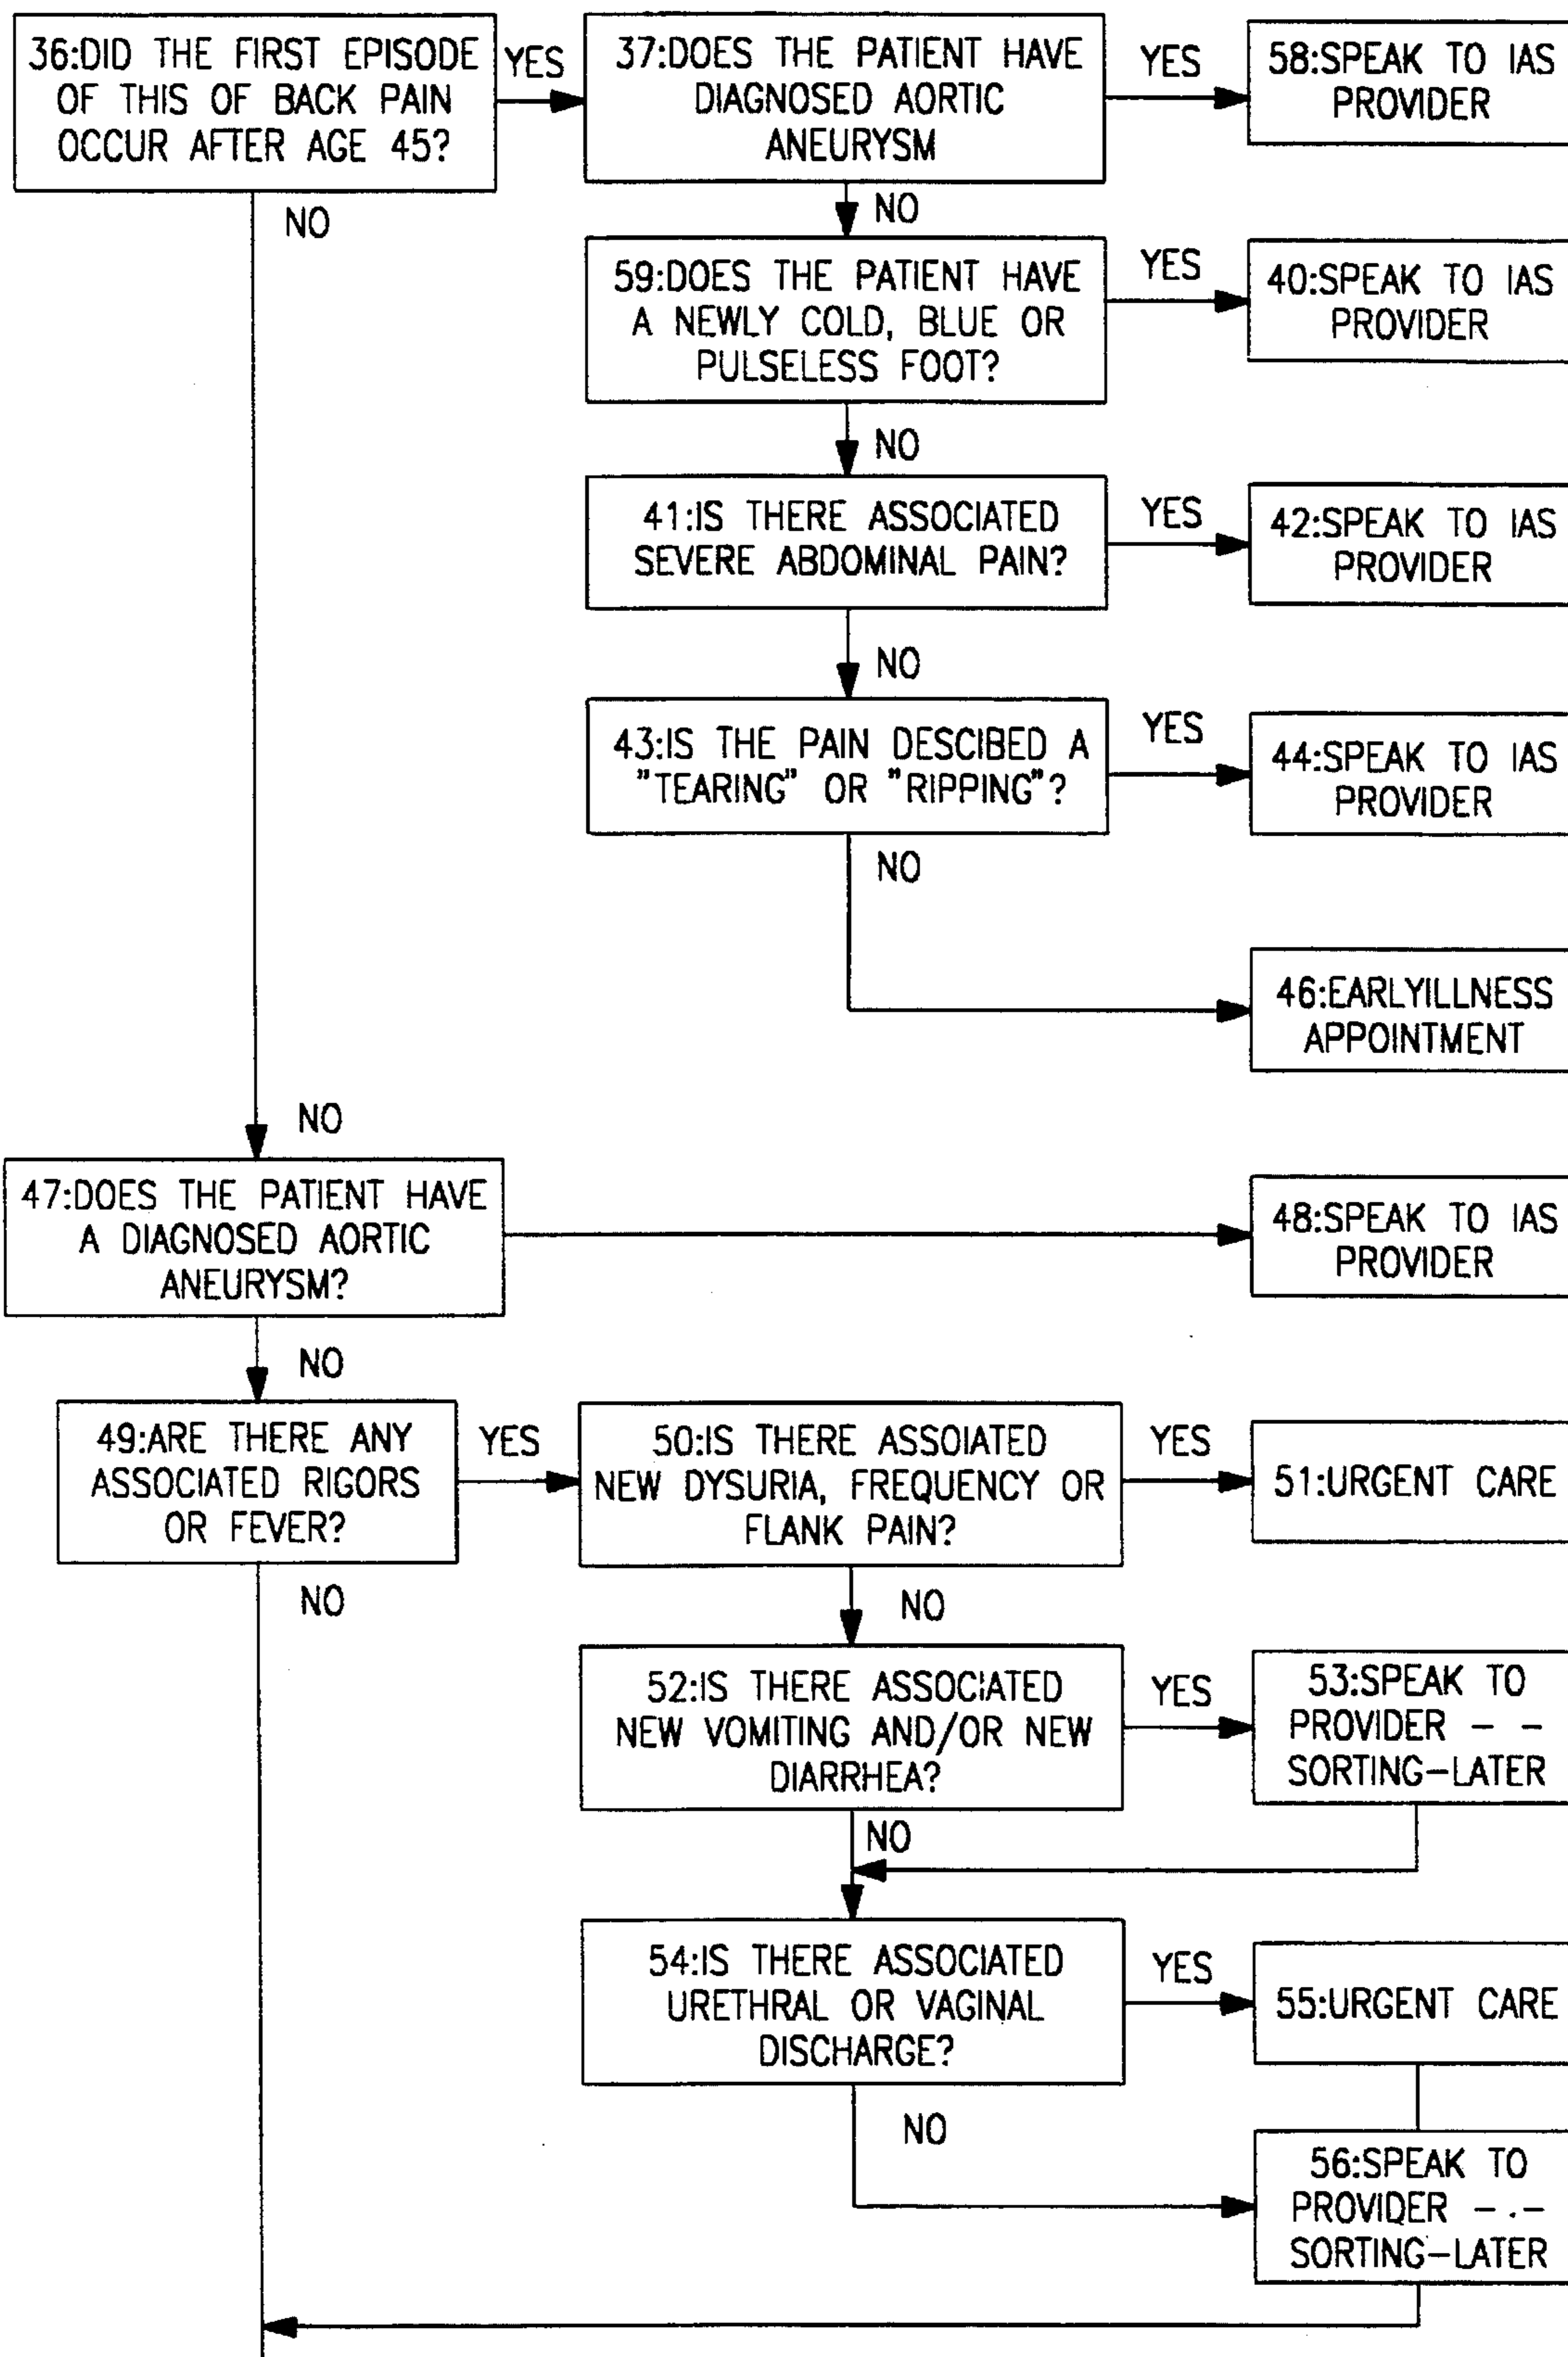 36:DID THE FIRST EPISODE
OF THIS OF BACK PAIN
OCCUR AFTER AGE 45?
YES
37:DOES THE PATIENT HAVE
DIAGNOSED AORTIC
ANEURYSM
YES
58:SPEAK TO IAS
PROVIDER
NO
NO
59:DOES THE PATIENT HAVE
A NEWLY COLD, BLUE OR
PULSELESS FOOT?
YES
40:SPEAK TO IAS
PROVIDER
NO
41:IS THERE ASSOCIATED
SEVERE ABDOMINAL PAIN?
YES
42:SPEAK TO IAS
PROVIDER
NO
43:IS THE PAIN DESCIBED A
"TEARING" OR "RIPPING"?
YES
44:SPEAK TO IAS
PROVIDER
NO
46:EARLYILLNESS
APPOINTMENT
NO
47:DOES THE PATIENT HAVE
A DIAGNOSED AORTIC
ANEURYSM?
48:SPEAK TO IAS
PROVIDER
NO
49:ARE THERE ANY
ASSOCIATED RIGORS
OR FEVER?
YES
50:IS THERE ASSOIATED
NEW DYSURIA, FREQUENCY OR
FLANK PAIN?
YES
51:URGENT CARE
NO
NO
52:IS THERE ASSOCIATED
NEW VOMITING AND/OR NEW
DIARRHEA?
YES
53:SPEAK TO
PROVIDER - -
SORTING-LATER
NO
54:IS THERE ASSOCIATED
URETHRAL OR VAGINAL
DISCHARGE?
YES
55:URGENT CARE
NO
56:SPEAK TO
PROVIDER - - 
SORTING-LATER